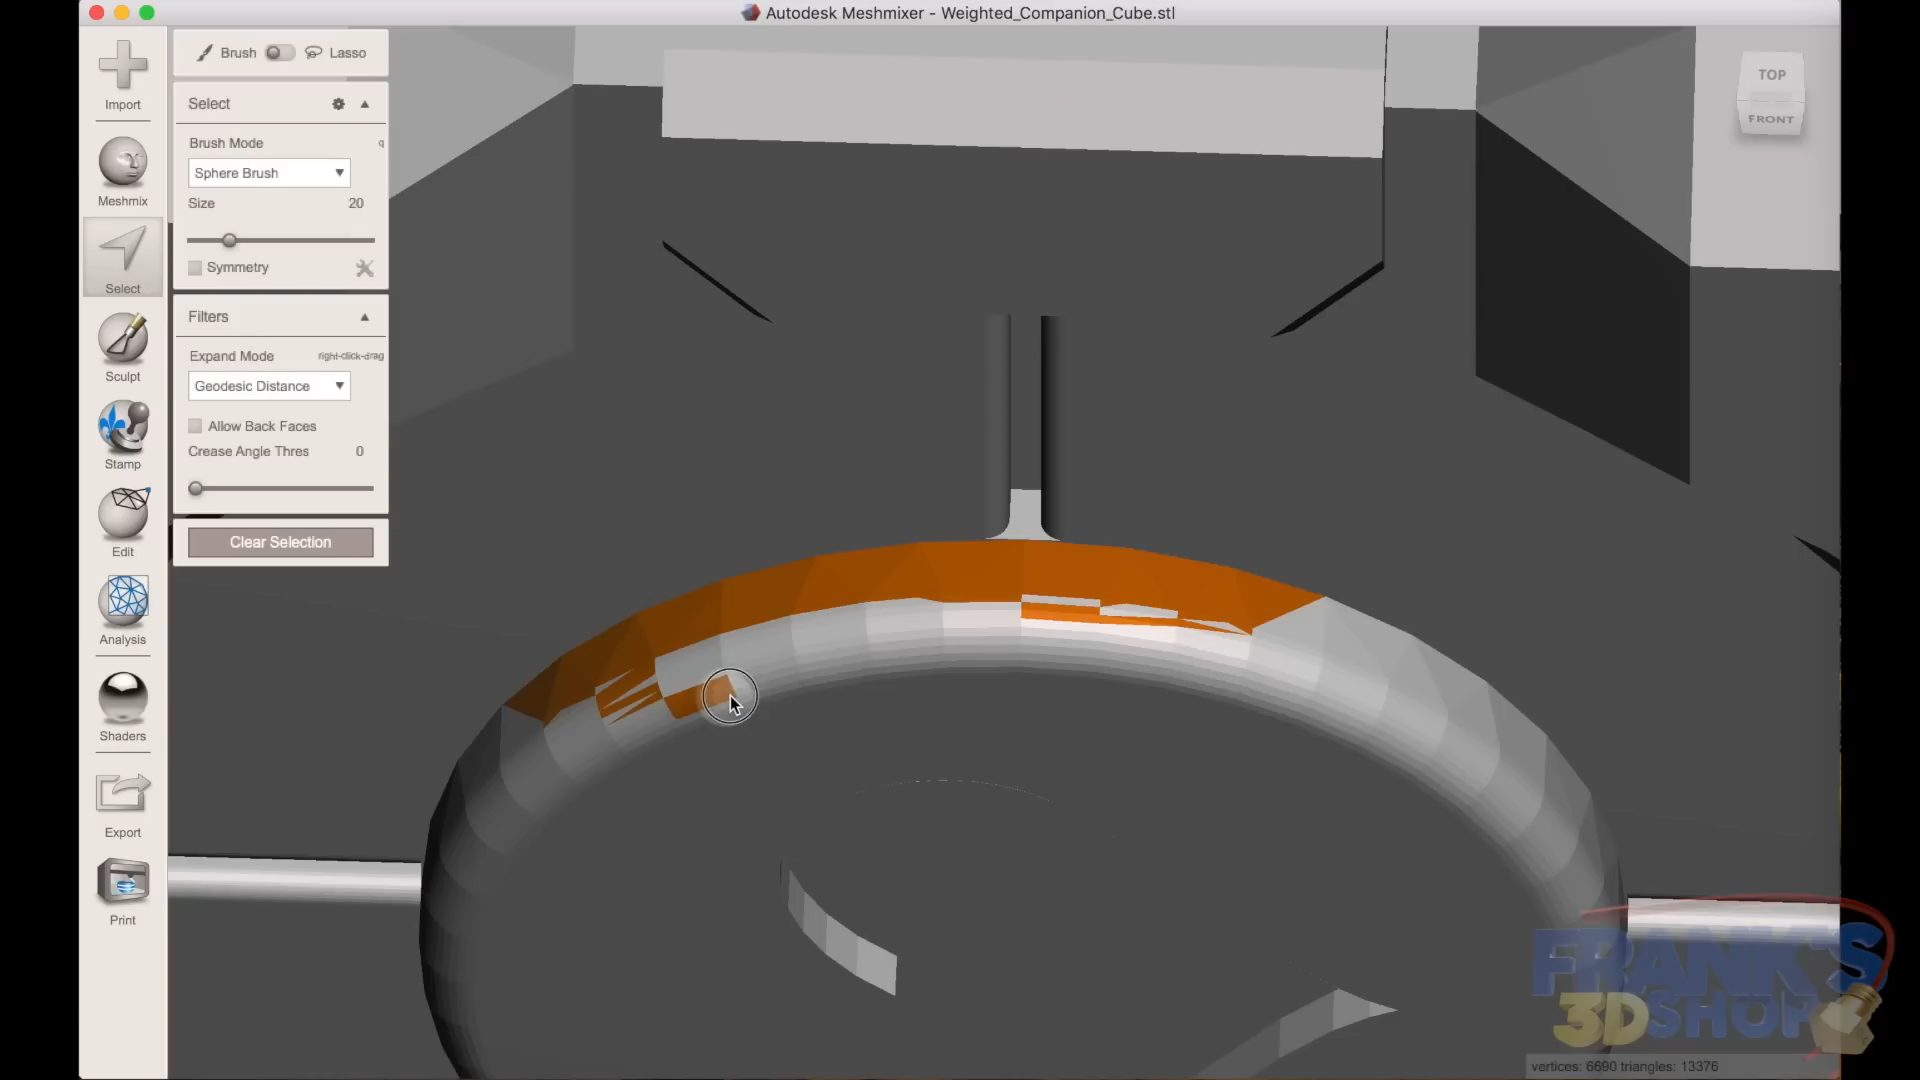 Autodesk Meshmixer - Weighted_Companion_Cube.stl
Import
Meshmix
Select
Sculpt
Stamp
Edit
Analysis
Shaders
Export
Print
Brush Lasso
Select
Brush Mode q
Sphere Brush
Size 20
Symmetry
Filters
Expand Mode right-click-drag
Geodesic Distance
Allow Back Faces
Crease Angle Thres 0
Clear Selection
TOP
FRONT
FRANK'S
3DSHOP
vertices: 6690 triangles: 13376